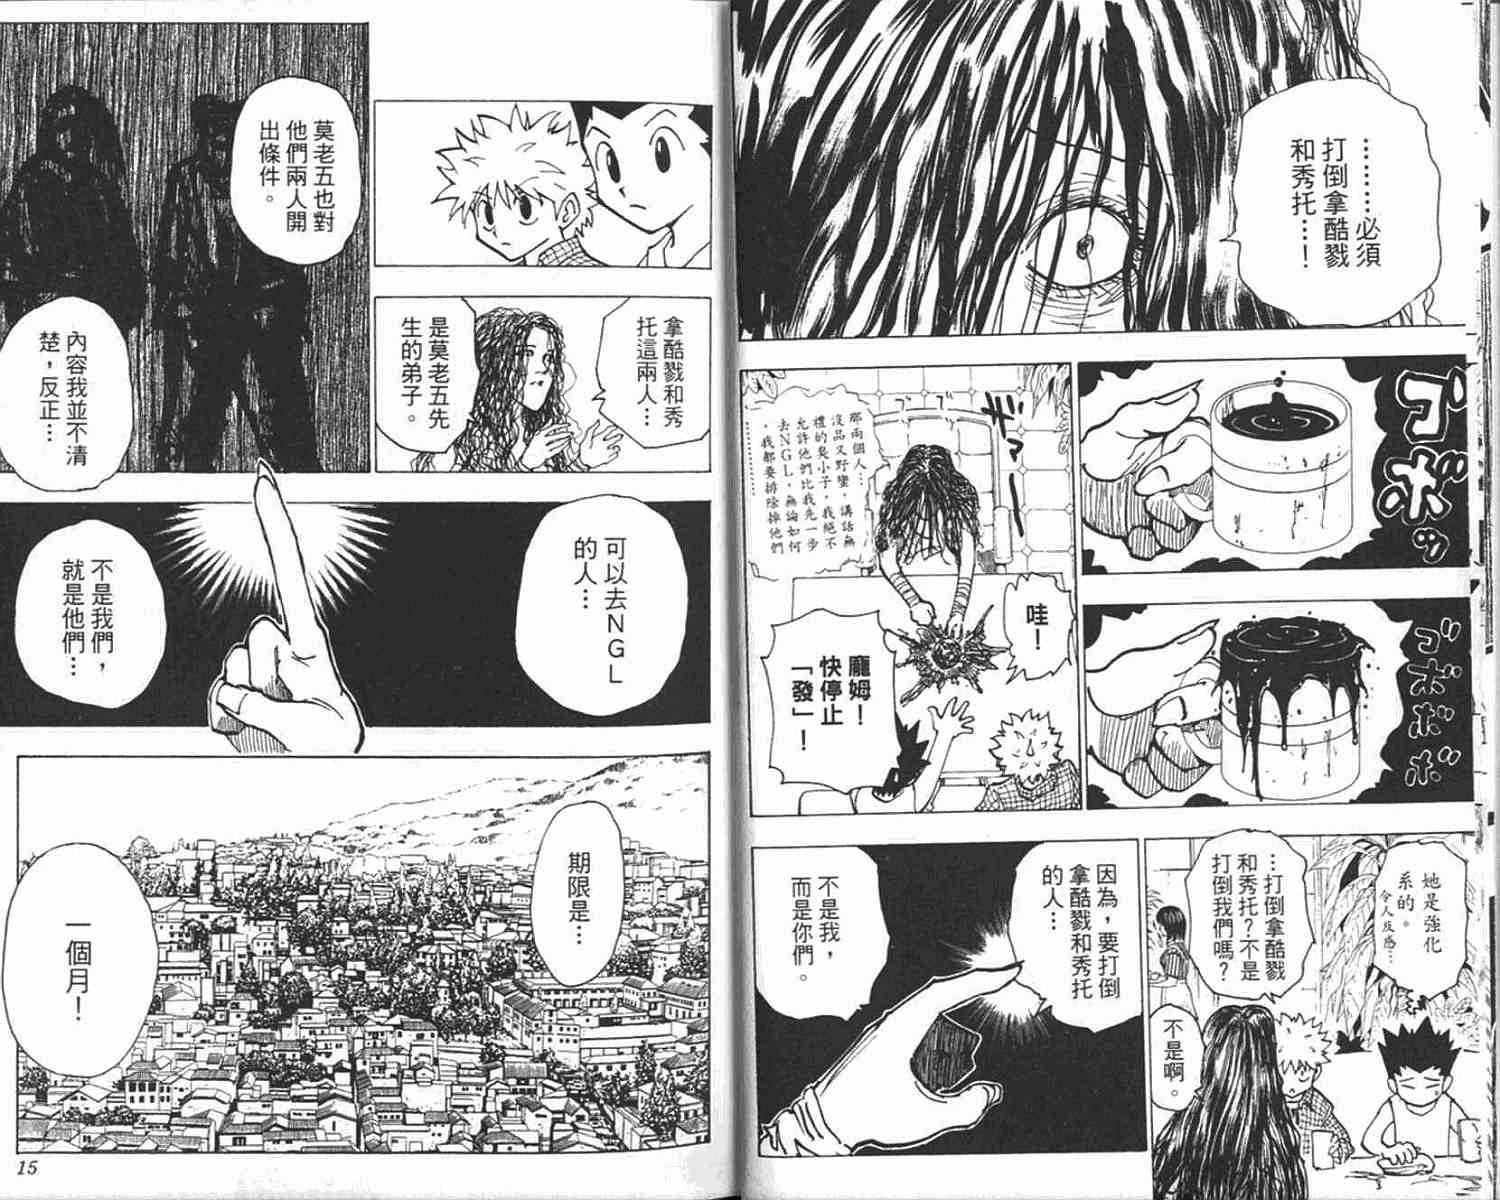 ………必須
打倒拿酷戮
和秀托…！
ゴボッ
ゴボボボ
ドマァー
那兩個人…
沒品又野蠻，講話無
禮的臭小子，我絕不
允許他們比我先一步
去NGL，無論如何
，我都要排除掉他們
………
哇！
龐姆！
快停止
「發」！
她是強化
系的。
令人反感…
…打倒拿酷戮
和秀托？不是
打倒我們嗎？
不是啊。
因為，要打倒
拿酷戮和秀托
的人…
不是我，
而是你們。
拿酷戮和秀
托這兩人…
是莫老五先
生的弟子。
莫老五也對
他們兩人開
出條件。
內容我並不清
楚，反正…
可以去NGL
的人…
不是我們，
就是他們…
期限是…
一個月！
15